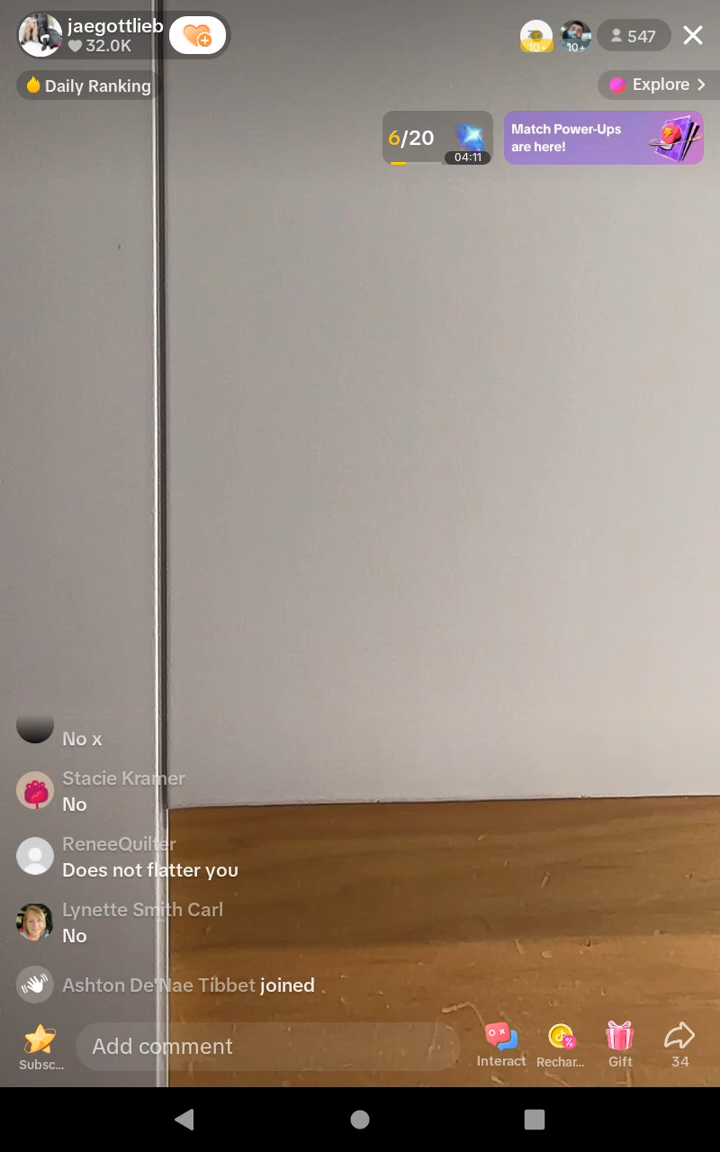 jaegottlieb
32.0K
10+
10+
547
Daily Ranking
Explore
6/20
04:11
Match Power-Ups
are here!
No x
Stacie Kramer
No
ReneeQuilter
Does not flatter you
Lynette Smith Carl
No
Ashton De'Nae Tibbet joined
Subsc...
Add comment
Interact
Rechar...
Gift
34